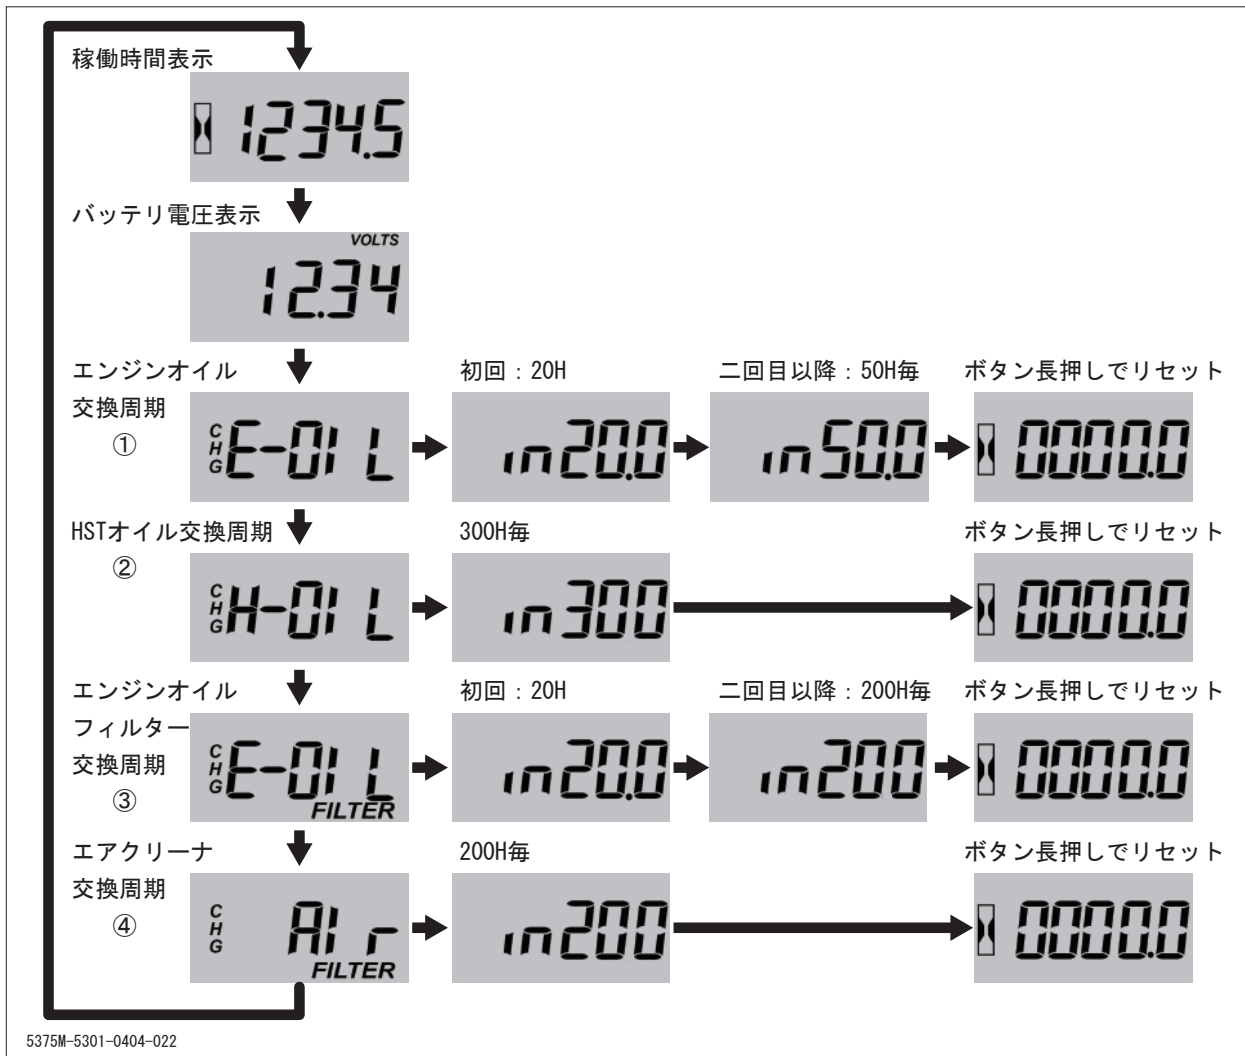 稼働時間表示
1234.5
バッテリ電圧表示
VOLTS
12.34
エンジンオイル
交換周期
①
CHG
E-OIL
初回：20H
in20.0
二回目以降：50H毎
in50.0
ボタン長押しでリセット
0000.0
HSTオイル交換周期
②
CHG
H-OIL
300H毎
in300
ボタン長押しでリセット
0000.0
エンジンオイル
フィルター
交換周期
③
CHG
E-OIL
FILTER
初回：20H
in20.0
二回目以降：200H毎
in200
ボタン長押しでリセット
0000.0
エアクリーナ
交換周期
④
CHG
AIr
FILTER
200H毎
in200
ボタン長押しでリセット
0000.0
5375M-5301-0404-022